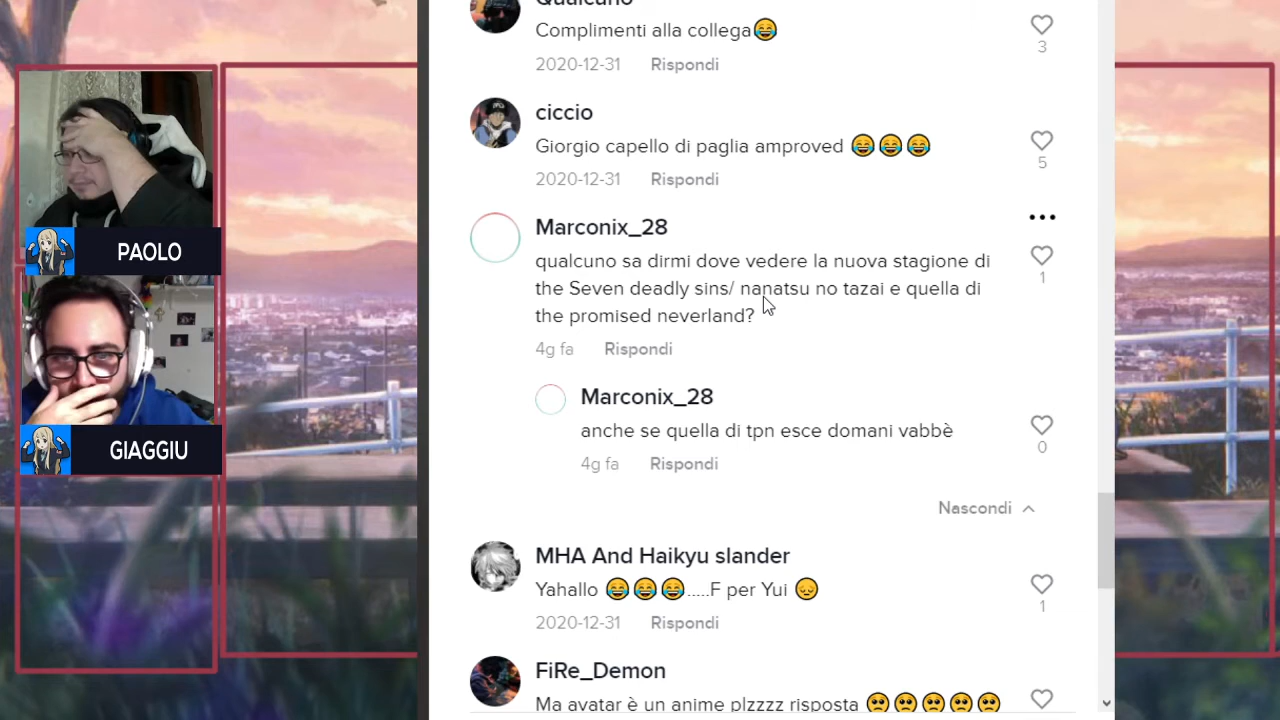 Qualcuno
Complimenti alla collega😂
3
2020-12-31 Rispondi
ciccio
Giorgio capello di paglia amproved 😂😂😂
5
2020-12-31 Rispondi
Marconix_28
qualcuno sa dirmi dove vedere la nuova stagione di
the Seven deadly sins/ nanatsu no tazai e quella di
the promised neverland?
1
4g fa Rispondi
Marconix_28
anche se quella di tpn esce domani vabbè
0
4g fa Rispondi
Nascondi
MHA And Haikyu slander
Yahallo 😂😂😂.....F per Yui 😔
1
2020-12-31 Rispondi
FiRe_Demon
Ma avatar è un anime plzzzz risposta 🥺🥺🥺🥺🥺
PAOLO
GIAGGIU